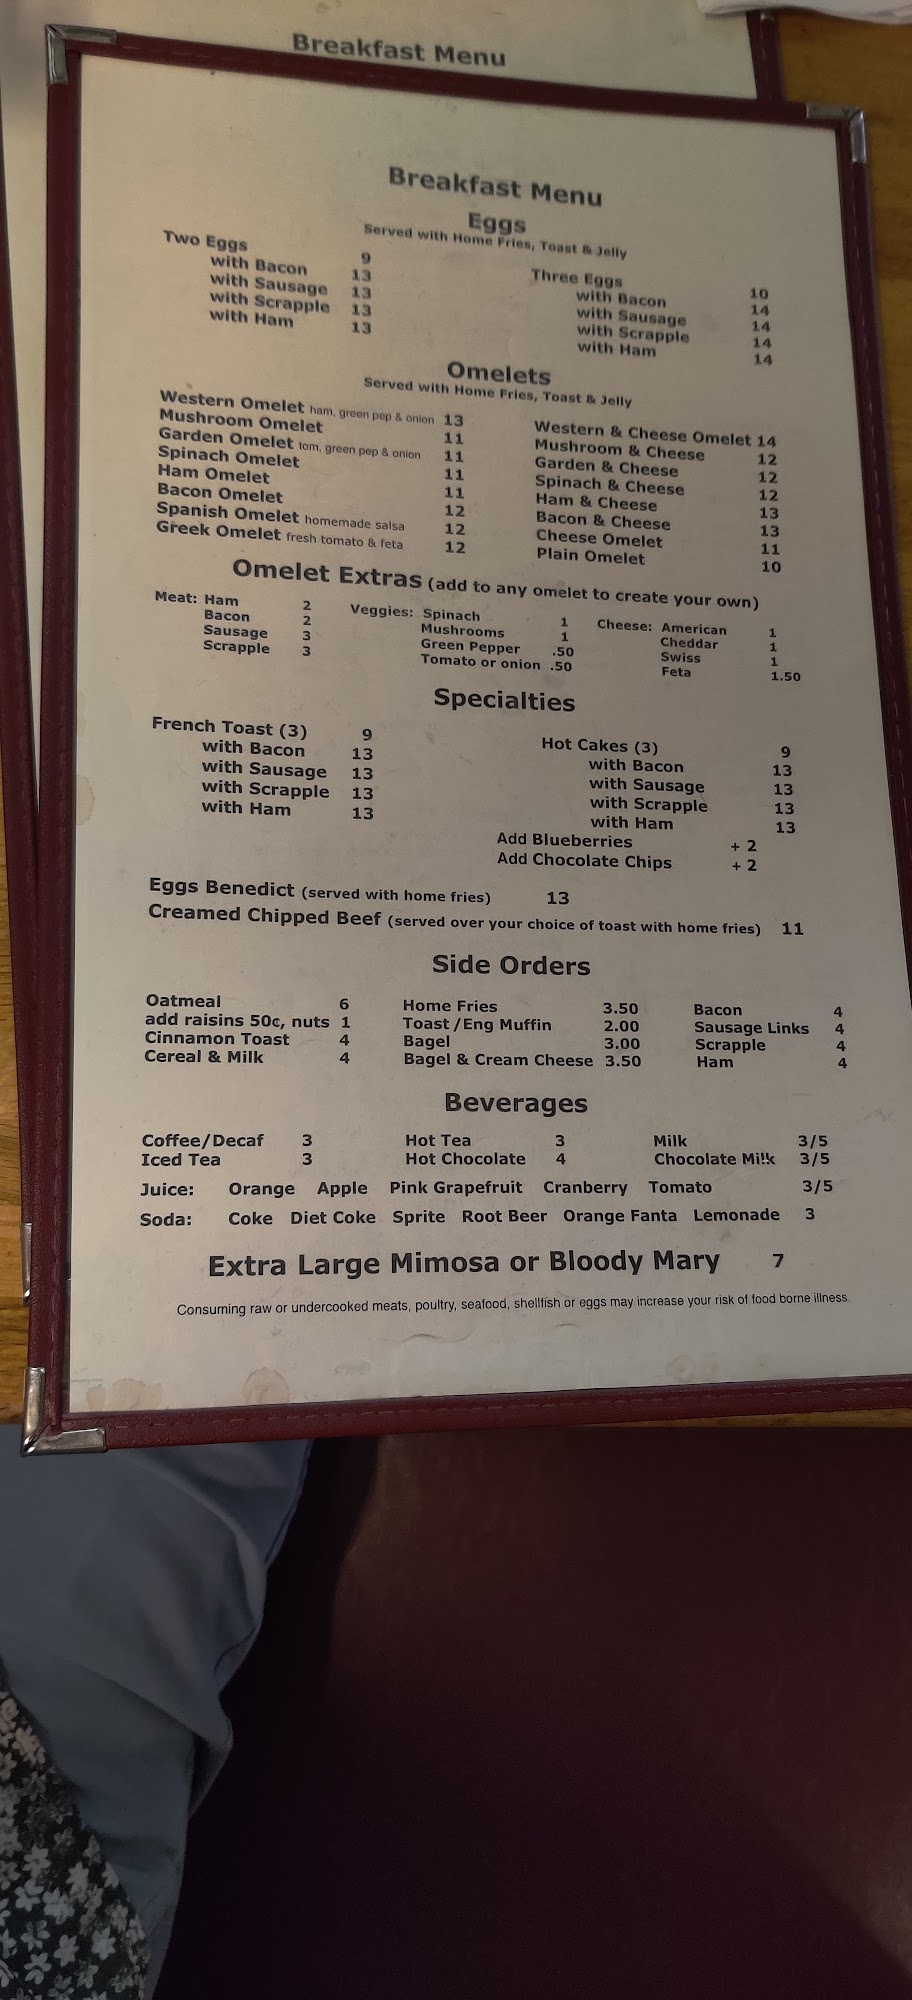 Breakfast Menu
Breakfast Menu
Eggs
Served with Home Fries, Toast & Jelly
Two Eggs 9
with Bacon 13
with Sausage 13
with Scrapple 13
with Ham 13
Three Eggs 10
with Bacon 14
with Sausage 14
with Scrapple 14
with Ham 14
Omelets
Served with Home Fries, Toast & Jelly
Western Omelet ham, green pep & onion 13
Mushroom Omelet 11
Garden Omelet tom, green pep & onion 11
Spinach Omelet 11
Ham Omelet 11
Bacon Omelet 12
Spanish Omelet homemade salsa 12
Greek Omelet fresh tomato & feta 12
Western & Cheese Omelet 14
Mushroom & Cheese 12
Garden & Cheese 12
Spinach & Cheese 12
Ham & Cheese 13
Bacon & Cheese 13
Cheese Omelet 11
Plain Omelet 10
Omelet Extras (add to any omelet to create your own)
Meat: Ham 2
Bacon 2
Sausage 3
Scrapple 3
Veggies: Spinach 1
Mushrooms 1
Green Pepper .50
Tomato or onion .50
Cheese: American 1
Cheddar 1
Swiss 1
Feta 1.50
Specialties
French Toast (3) 9
with Bacon 13
with Sausage 13
with Scrapple 13
with Ham 13
Hot Cakes (3) 9
with Bacon 13
with Sausage 13
with Scrapple 13
with Ham 13
Add Blueberries + 2
Add Chocolate Chips + 2
Eggs Benedict (served with home fries) 13
Creamed Chipped Beef (served over your choice of toast with home fries) 11
Side Orders
Oatmeal 6
add raisins 50¢, nuts 1
Cinnamon Toast 4
Cereal & Milk 4
Home Fries 3.50
Toast /Eng Muffin 2.00
Bagel 3.00
Bagel & Cream Cheese 3.50
Bacon 4
Sausage Links 4
Scrapple 4
Ham 4
Beverages
Coffee/Decaf 3
Iced Tea 3
Hot Tea 3
Hot Chocolate 4
Milk 3/5
Chocolate Milk 3/5
Juice: Orange Apple Pink Grapefruit Cranberry Tomato 3/5
Soda: Coke Diet Coke Sprite Root Beer Orange Fanta Lemonade 3
Extra Large Mimosa or Bloody Mary 7
Consuming raw or undercooked meats, poultry, seafood, shellfish or eggs may increase your risk of food borne illness.